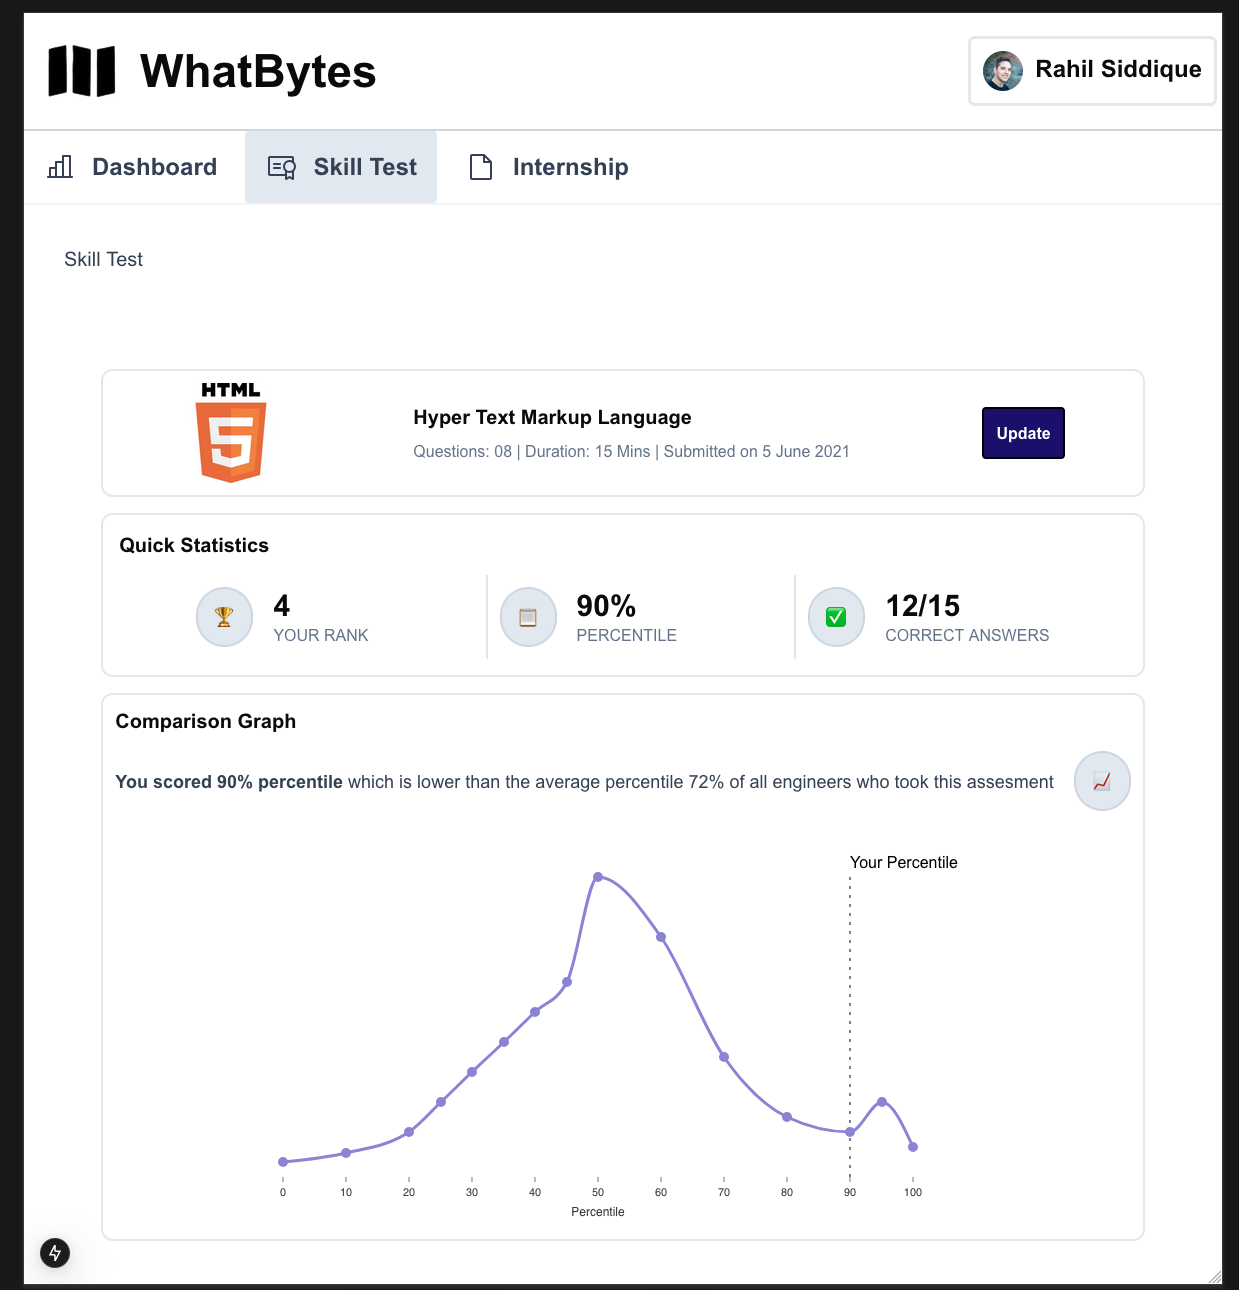 WhatBytes
Rahil Siddique
Dashboard
Skill Test
Internship
Skill Test
HTML
5
Hyper Text Markup Language
Questions: 08 | Duration: 15 Mins | Submitted on 5 June 2021
Update
Quick Statistics
4
YOUR RANK
90%
PERCENTILE
12/15
CORRECT ANSWERS
Comparison Graph
You scored 90% percentile which is lower than the average percentile 72% of all engineers who took this assesment
Your Percentile
0 10 20 30 40 50 60 70 80 90 100
Percentile